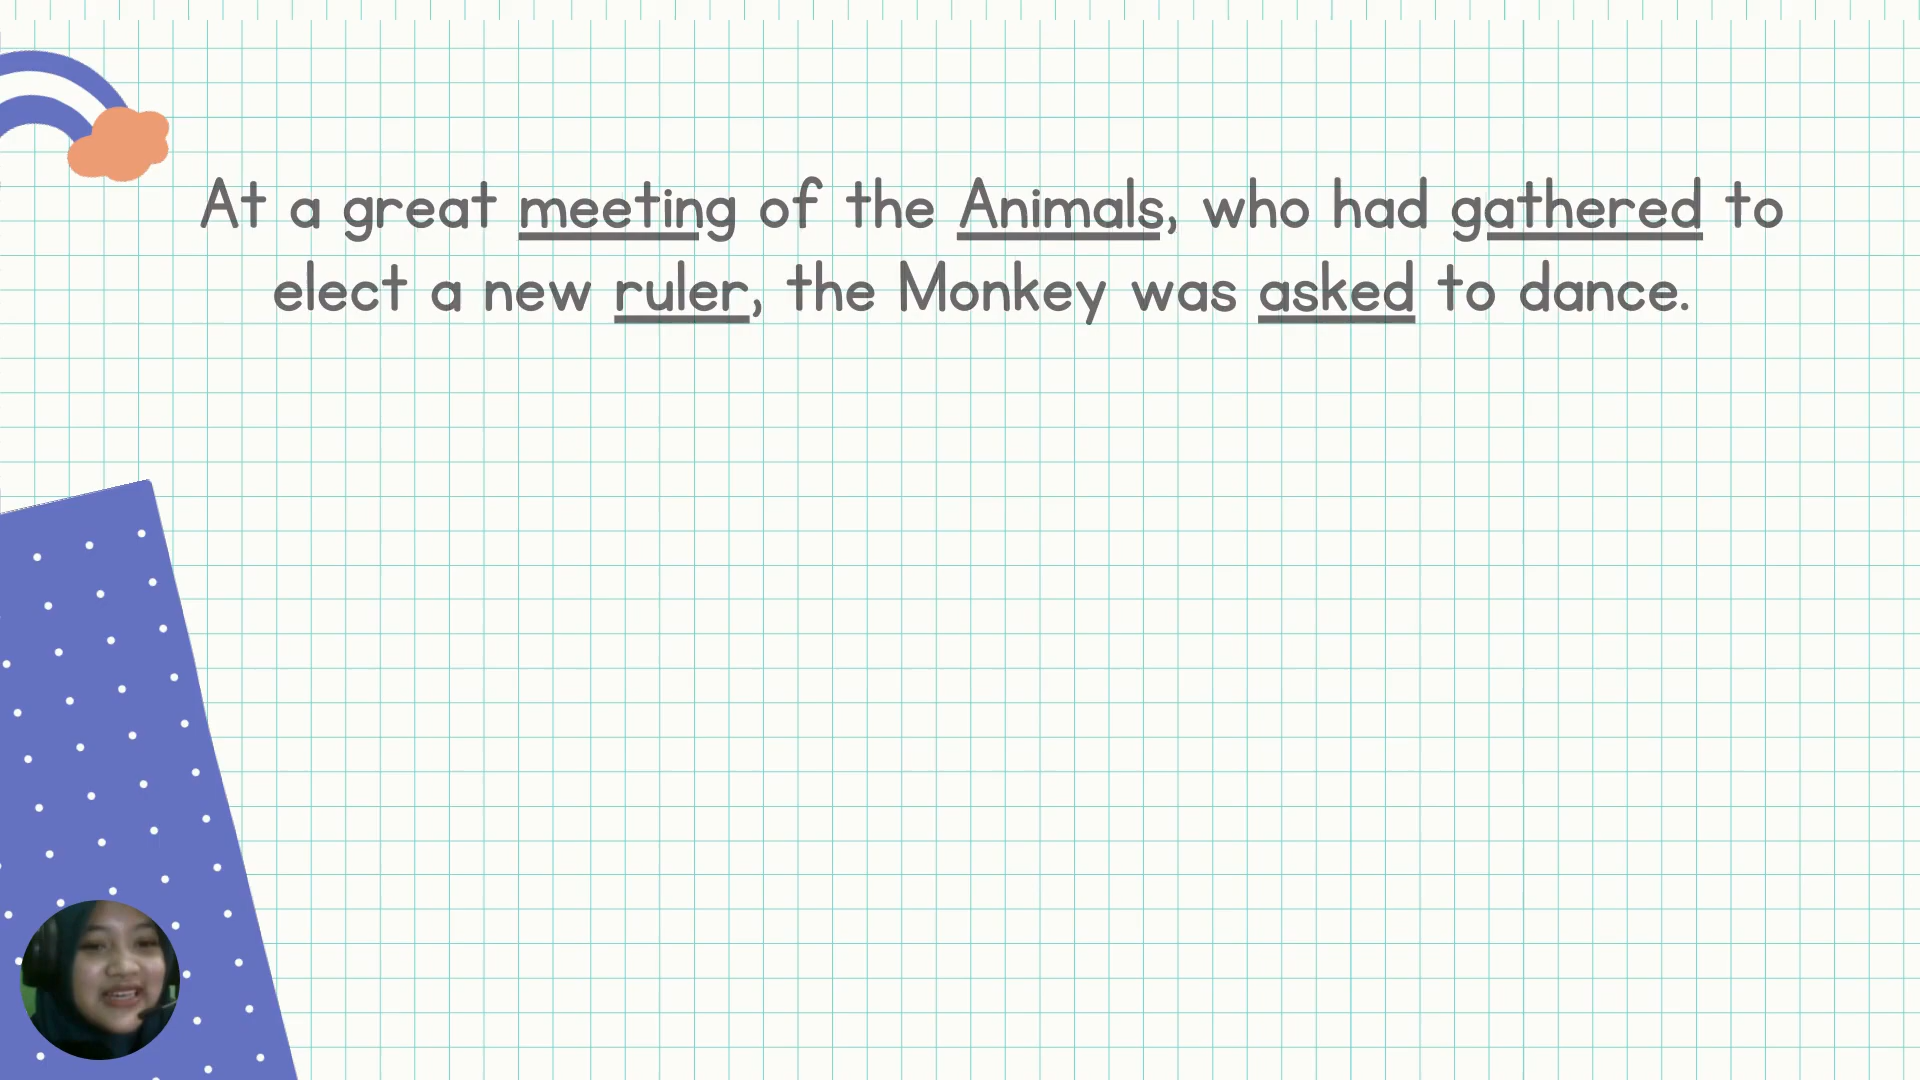 At a great meeting of the Animals, who had gathered to
elect a new ruler, the Monkey was asked to dance.